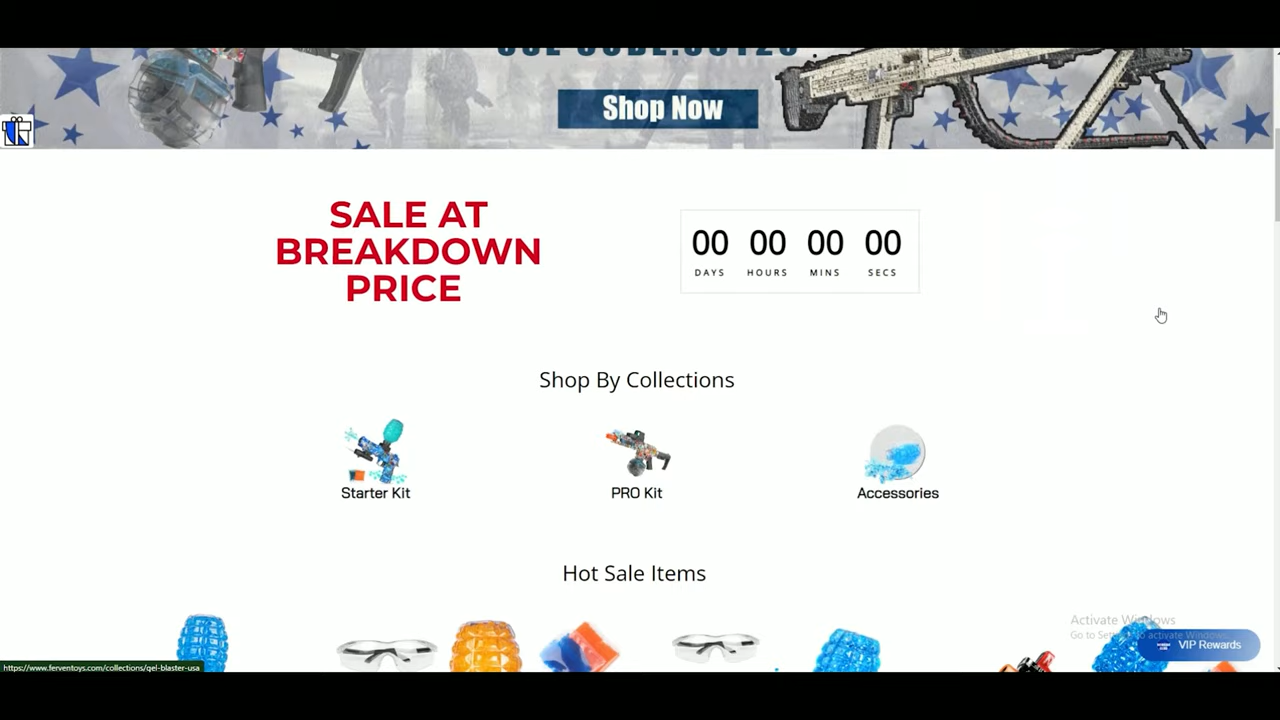 Shop Now
SALE AT
BREAKDOWN
PRICE
00 00 00 00
DAYS HOURS MINS SECS
Shop By Collections
Starter Kit
PRO Kit
Accessories
Hot Sale Items
Activate Windows
VIP Rewards
https://www.ferventoys.com/collections/gel-blaster-usa